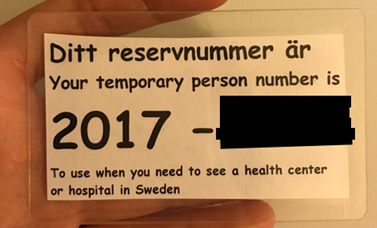 Ditt reservnummer är
Your temporary person number is
2017 -
To use when you need to see a health center
or hospital in Sweden